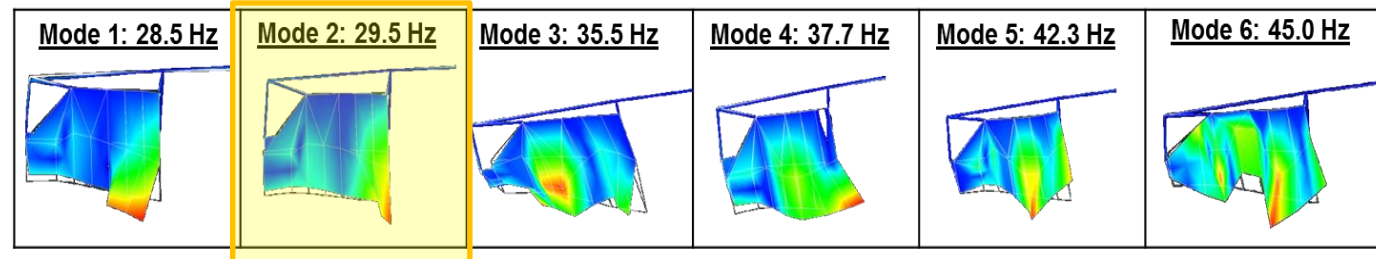 Mode 1: 28.5 Hz
Mode 2: 29.5 Hz
Mode 3: 35.5 Hz
Mode 4: 37.7 Hz
Mode 5: 42.3 Hz
Mode 6: 45.0 Hz